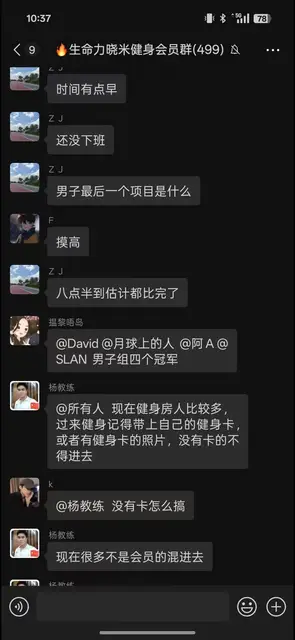 10:37
5G
78
9
🔥生命力晓米健身会员群(499)
Z J
时间有点早
Z J
还没下班
Z J
男子最后一个项目是什么
F
摸高
Z J
八点半到估计都比完了
@David @月球上的人 @阿A @
SLAN 男子组四个冠军
杨教练
@所有人 现在健身房人比较多，
过来健身记得带上自己的健身卡，
或者有健身卡的照片，没有卡的不
得进去
k
@杨教练 没有卡怎么搞
杨教练
现在很多不是会员的混进去
杨教练